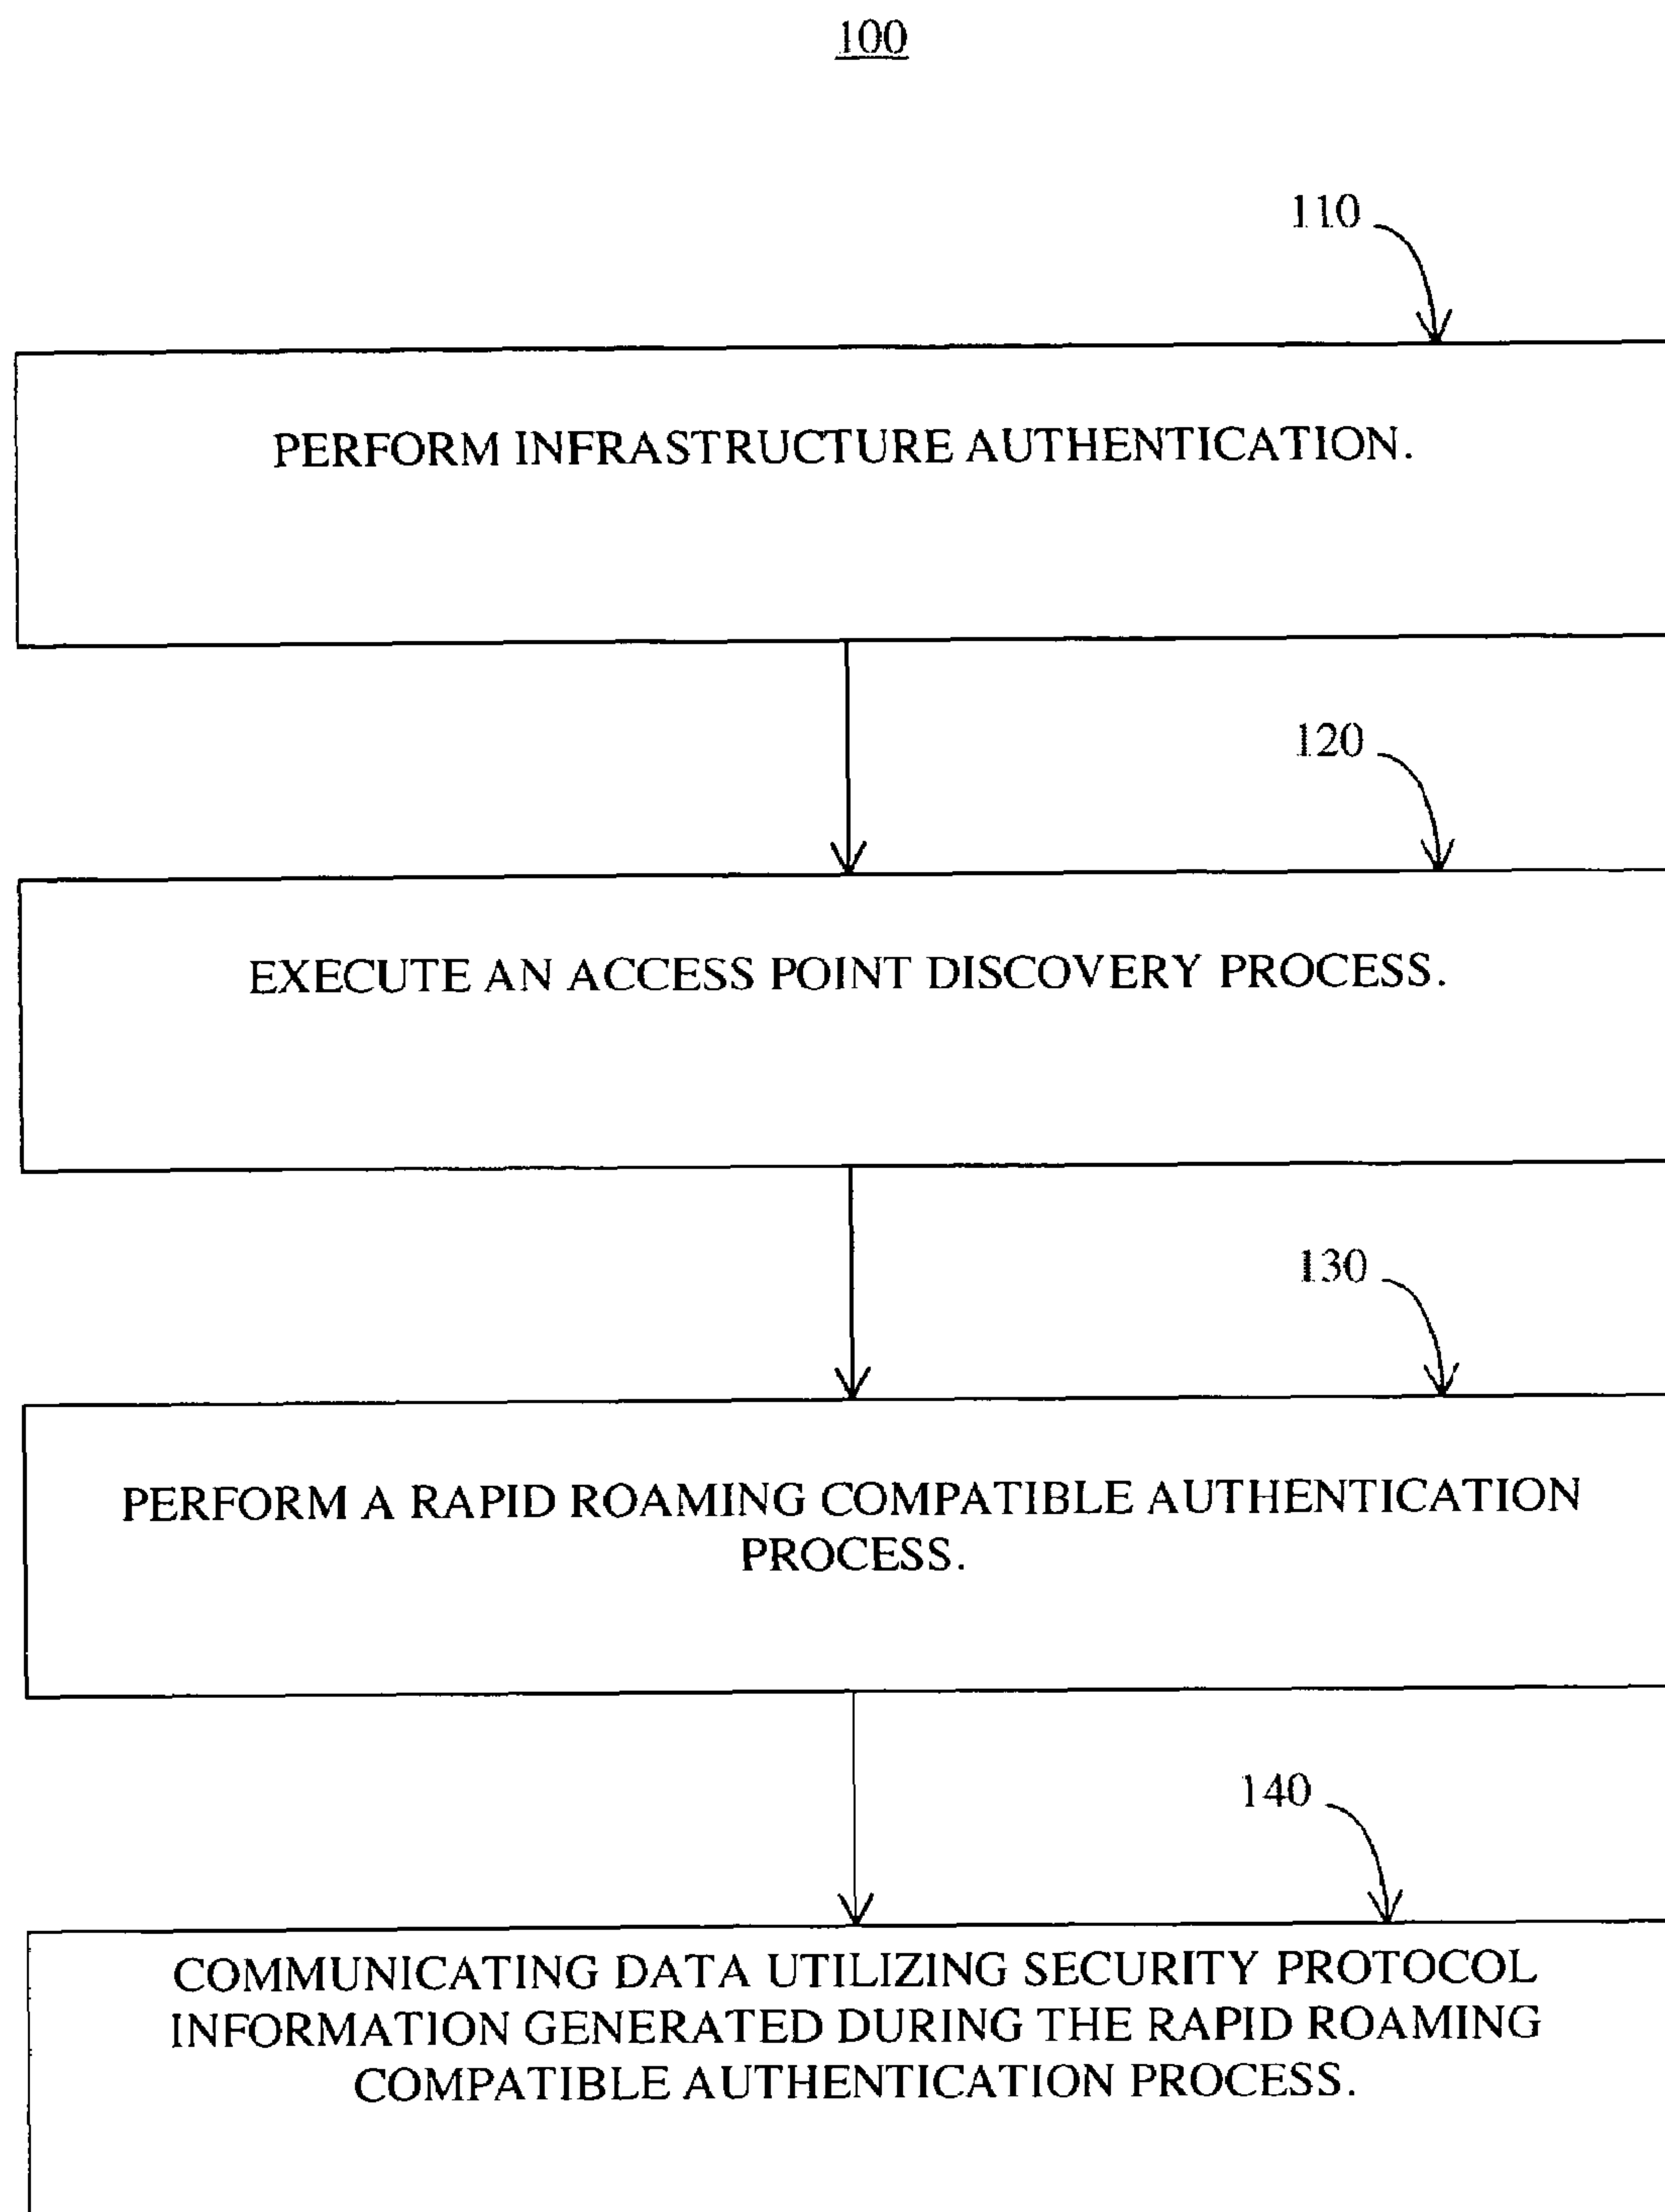 100
110
PERFORM INFRASTRUCTURE AUTHENTICATION.
120
EXECUTE AN ACCESS POINT DISCOVERY PROCESS.
130
PERFORM A RAPID ROAMING COMPATIBLE AUTHENTICATION
PROCESS.
140
COMMUNICATING DATA UTILIZING SECURITY PROTOCOL
INFORMATION GENERATED DURING THE RAPID ROAMING
COMPATIBLE AUTHENTICATION PROCESS.